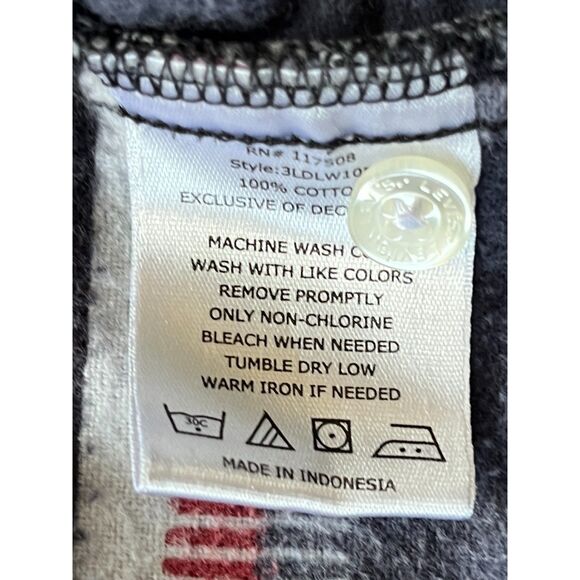 RN# 117508
Style:3LDLW10
100% COTTO
EXCLUSIVE OF DEC
MACHINE WASH C
WASH WITH LIKE COLORS
REMOVE PROMPTLY
ONLY NON-CHLORINE
BLEACH WHEN NEEDED
TUMBLE DRY LOW
WARM IRON IF NEEDED
30C
MADE IN INDONESIA